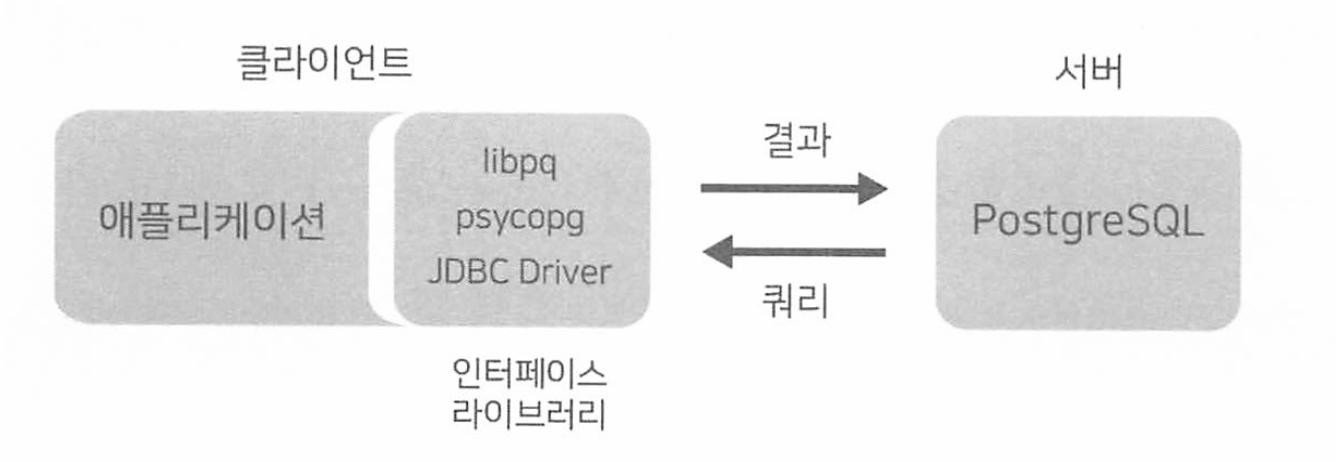 클라이언트
서버
애플리케이션
libpq
psycopg
JDBC Driver
결과
쿼리
PostgreSQL
인터페이스
라이브러리